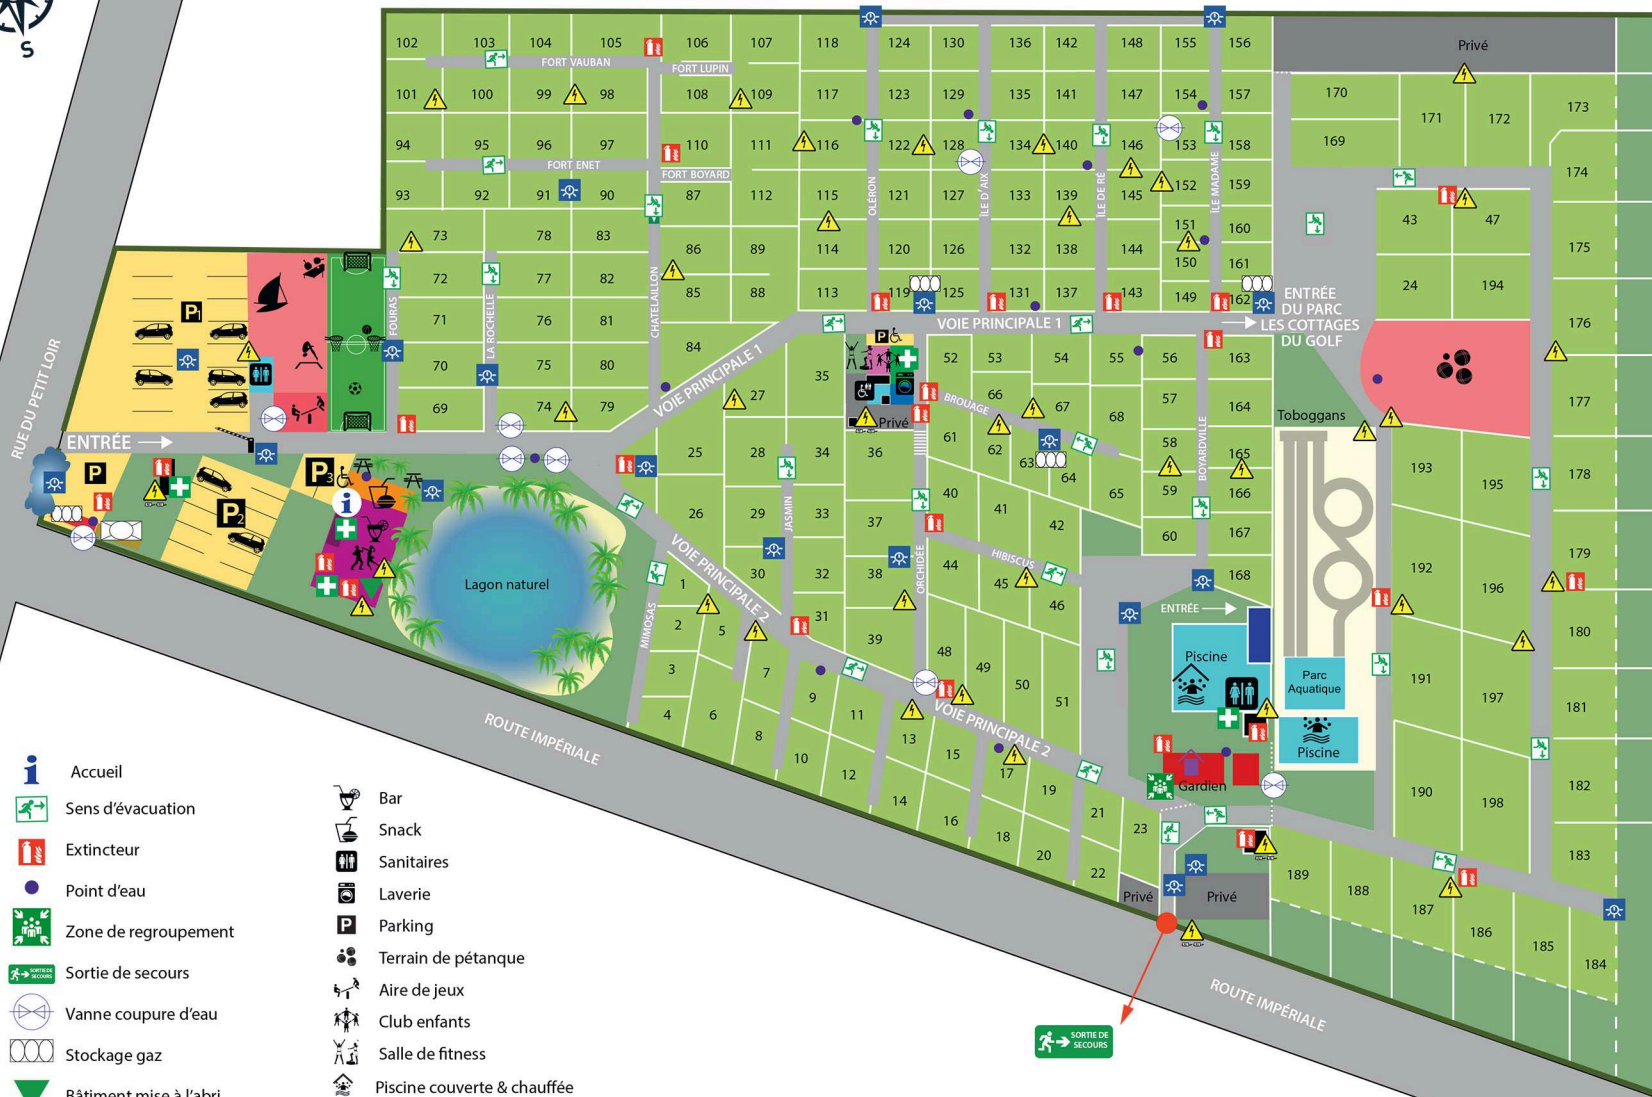 S
102 103 104 105 106 107 118 124 130 136 142 148 155 156
Privé
FORT VAUBAN
FORT LUPIN
101 100 99 98 108 109 117 123 129 135 141 147 154 157
170 171 172 173
94 95 96 97 110 111 116 122 128 134 140 146 153 158
169
FORT ENET
FORT BOYARD
174
93 92 91 90 87 112 115 121 127 133 139 145 152 159
OLÉRON
ÎLE D'AIX
ÎLE DE RÉ
ÎLE MADAME
43 47
73 78 83 86 89 114 120 126 132 138 144 151 150 160
175
72 77 82 85 88 113 119 125 131 137 143 149 161 162
24 194
FOURAS
LA ROCHELLE
CHATELAILLON
P1
71 76 81
VOIE PRINCIPALE 1
ENTRÉE
DU PARC
LES COTTAGES
DU GOLF
176
P
84
VOIE PRINCIPALE 1
35 52 53 54 55 56 163
70 75 80
RUE DU PETIT LOIR
27 66 67 57 164
BROUAGE
69 74 79
Privé
68
Toboggans
177
ENTRÉE
25 28 34 36 61 62 63 64 58 165
BOYARDVILLE
P
P3
193 195 178
P2
i
26 29 33 37 40 41 42 65 59 166
JASMIN
60 167
VOIE PRINCIPALE 2
HIBISCUS
ORCHIDÉE
Lagon naturel
1 30 32 38 44 45 46 168
192 196 179
ENTRÉE
MIMOSAS
2 5 31 39 48 49 50 51
180
3 7 9
Piscine
Parc
Aquatique
191 197
4 6 8 11 13 15
181
VOIE PRINCIPALE 2
Piscine
ROUTE IMPÉRIALE
10 12 14 16 17 18 19 20 21 22 23
Gardien
190 198 182
Privé
Privé
189 188 187 186 185 184 183
ROUTE IMPÉRIALE
SORTIE DE
SECOURS
i Accueil
Sens d'évacuation
Extincteur
Point d'eau
Zone de regroupement
SORTIE DE
SECOURS
Sortie de secours
Vanne coupure d'eau
Stockage gaz
Bâtiment mise à l'abri
Bar
Snack
Sanitaires
Laverie
P Parking
Terrain de pétanque
Aire de jeux
Club enfants
Salle de fitness
Piscine couverte & chauffée